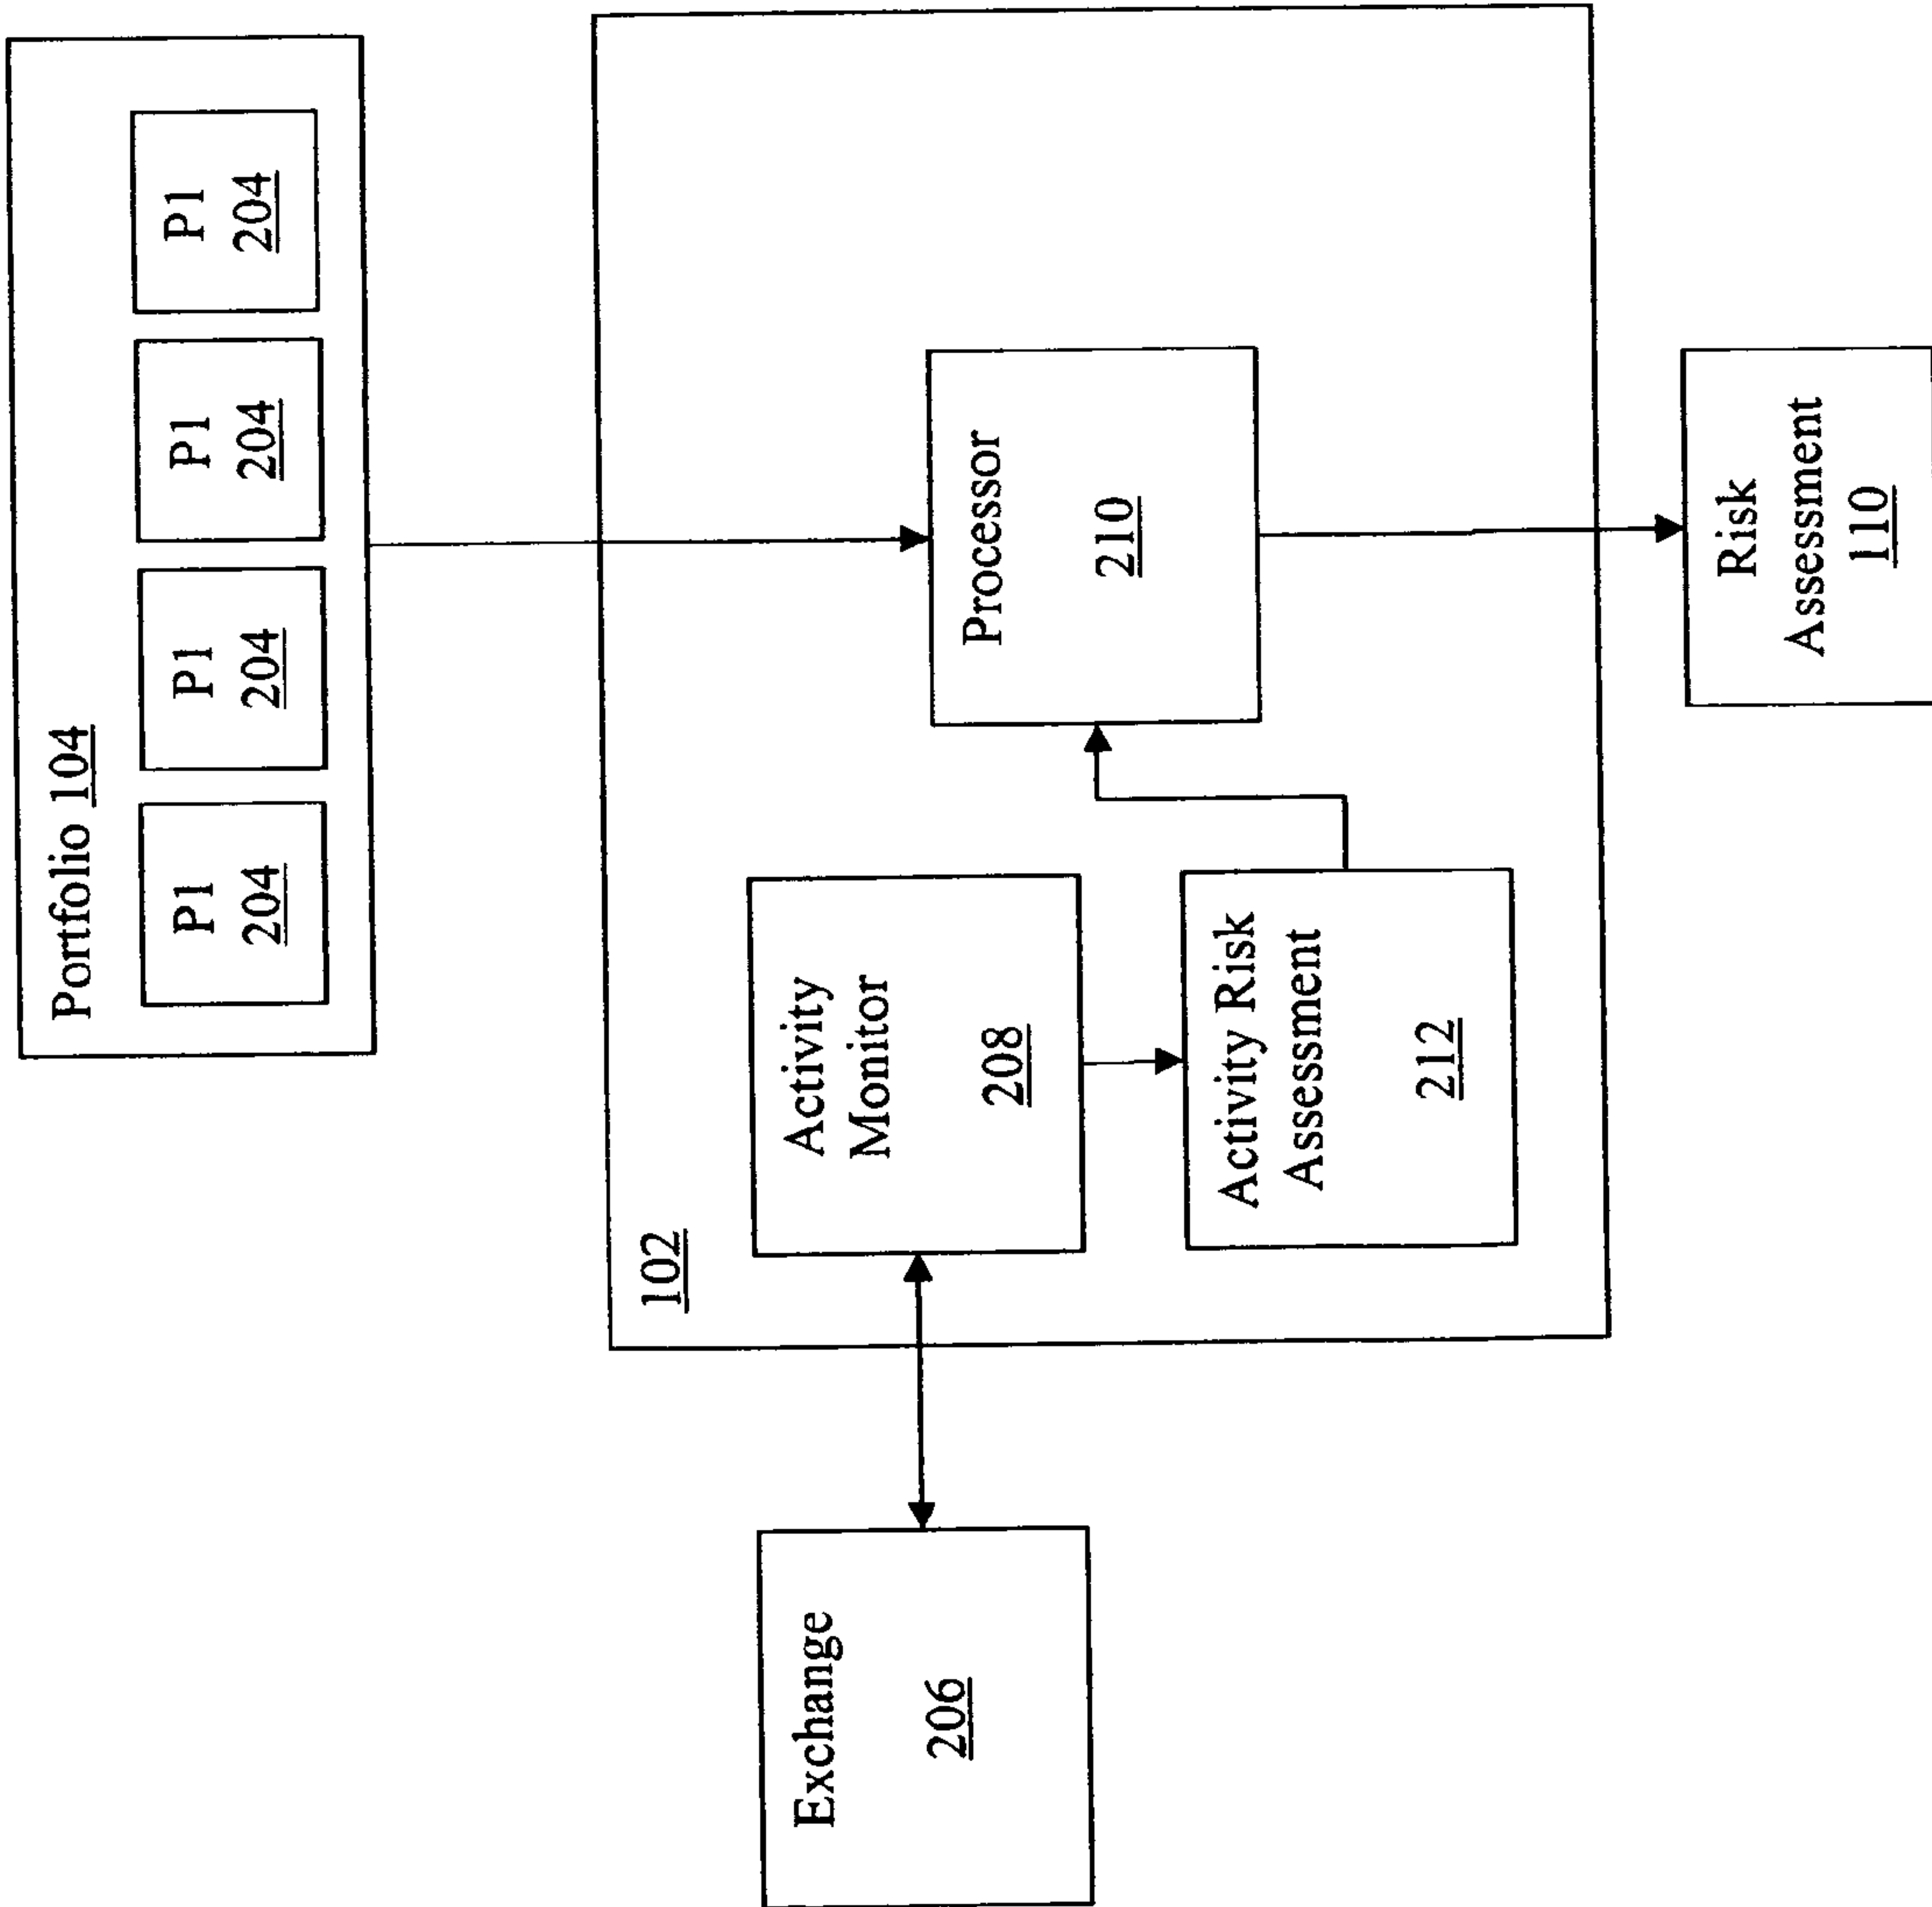 Portfolio 104
P1
204
P1
204
P1
204
P1
204
102
Exchange
206
Activity
Monitor
208
Processor
210
Activity Risk
Assessment
212
Risk
Assessment
110